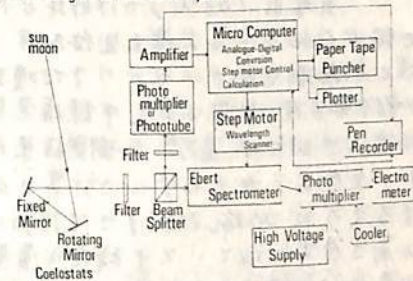 sun
moon
Amplifier
Micro Computer
Analogue-Digital
Conversion
Step motor Control
Calculation
Paper Tape
Puncher
Plotter
Photo
multiplier
or
Phototube
Step Motor
Wavelength
Scanner
Pen
Recorder
Filter
Fixed
Mirror
Rotating
Mirror
Coelostats
Filter
Beam
Splitter
Ebert
Spectrometer
Photo
multiplier
Electro
meter
High Voltage
Supply
Cooler